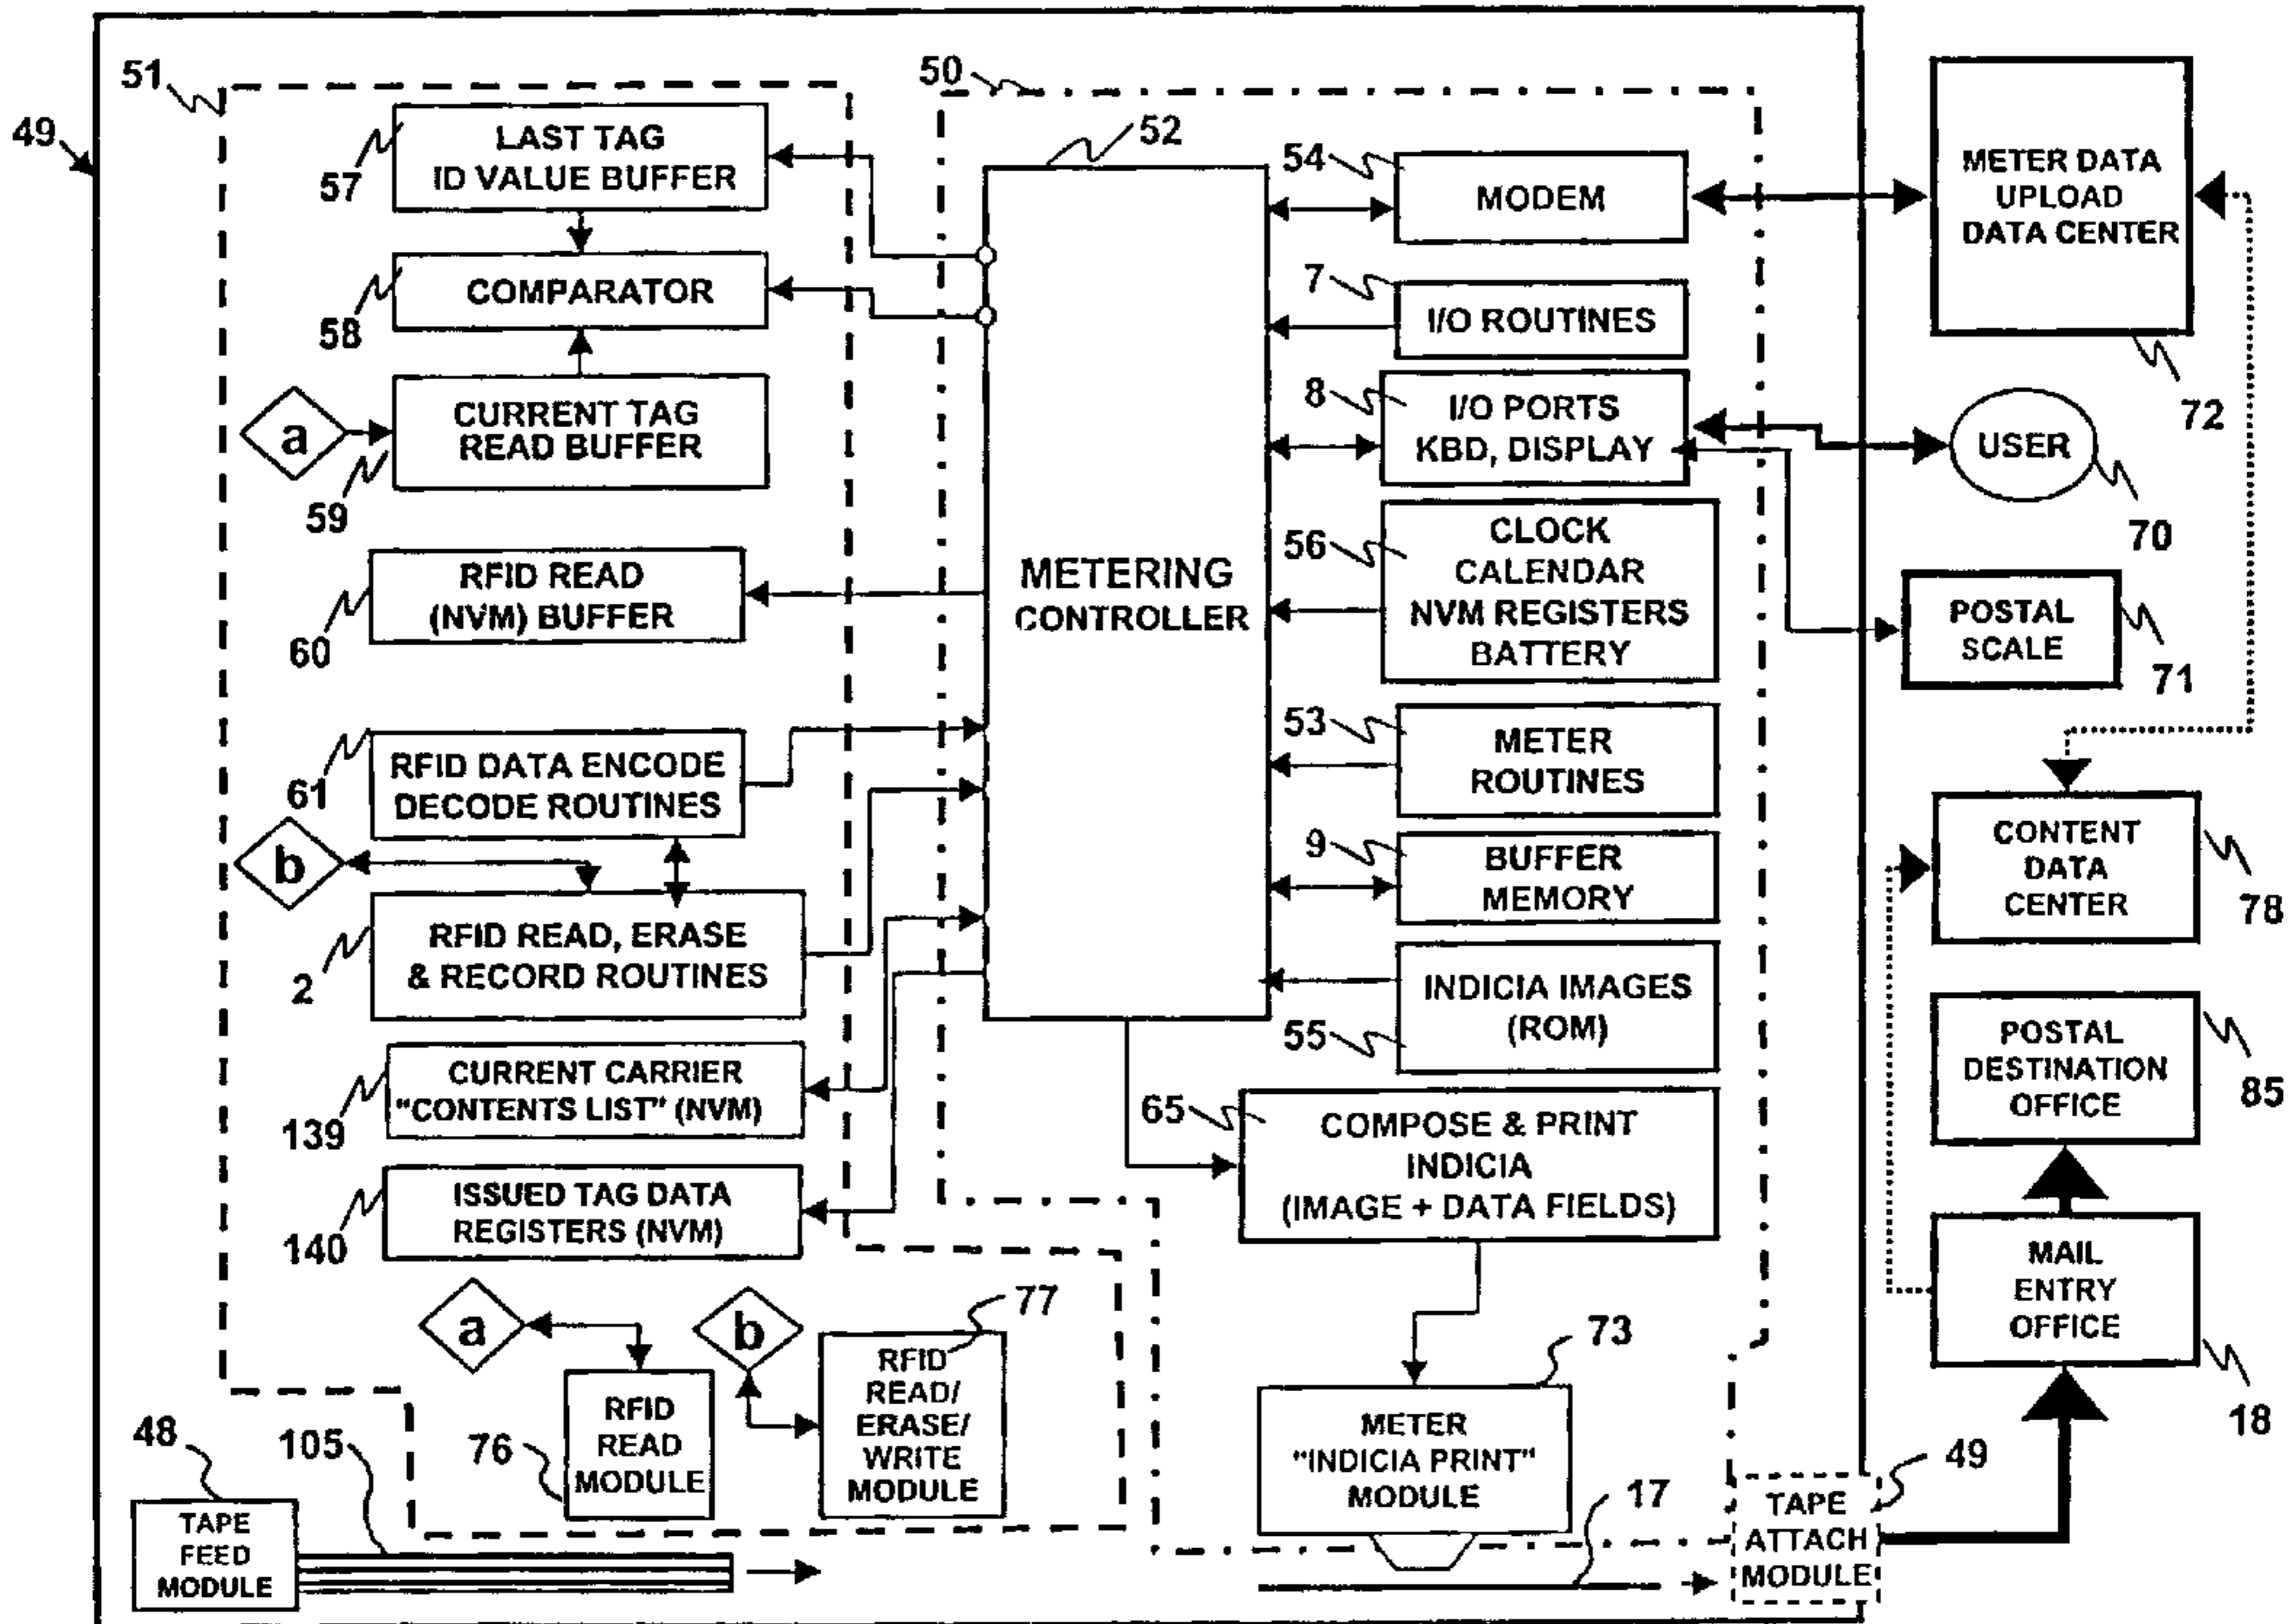 49
51
57
LAST TAG
ID VALUE BUFFER
58
COMPARATOR
a
59
CURRENT TAG
READ BUFFER
60
RFID READ
(NVM) BUFFER
61
RFID DATA ENCODE
DECODE ROUTINES
b
2
RFID READ, ERASE
& RECORD ROUTINES
139
CURRENT CARRIER
"CONTENTS LIST" (NVM)
140
ISSUED TAG DATA
REGISTERS (NVM)
a
76
RFID
READ
MODULE
b
77
RFID
READ/
ERASE/
WRITE
MODULE
48
TAPE
FEED
MODULE
105
50
52
METERING
CONTROLLER
54
MODEM
7
I/O ROUTINES
8
I/O PORTS
KBD, DISPLAY
56
CLOCK
CALENDAR
NVM REGISTERS
BATTERY
53
METER
ROUTINES
9
BUFFER
MEMORY
55
INDICIA IMAGES
(ROM)
65
COMPOSE & PRINT
INDICIA
(IMAGE + DATA FIELDS)
73
METER
"INDICIA PRINT"
MODULE
17
49
TAPE
ATTACH
MODULE
METER DATA
UPLOAD
DATA CENTER
72
USER
70
POSTAL
SCALE
71
CONTENT
DATA
CENTER
78
POSTAL
DESTINATION
OFFICE
85
MAIL
ENTRY
OFFICE
18